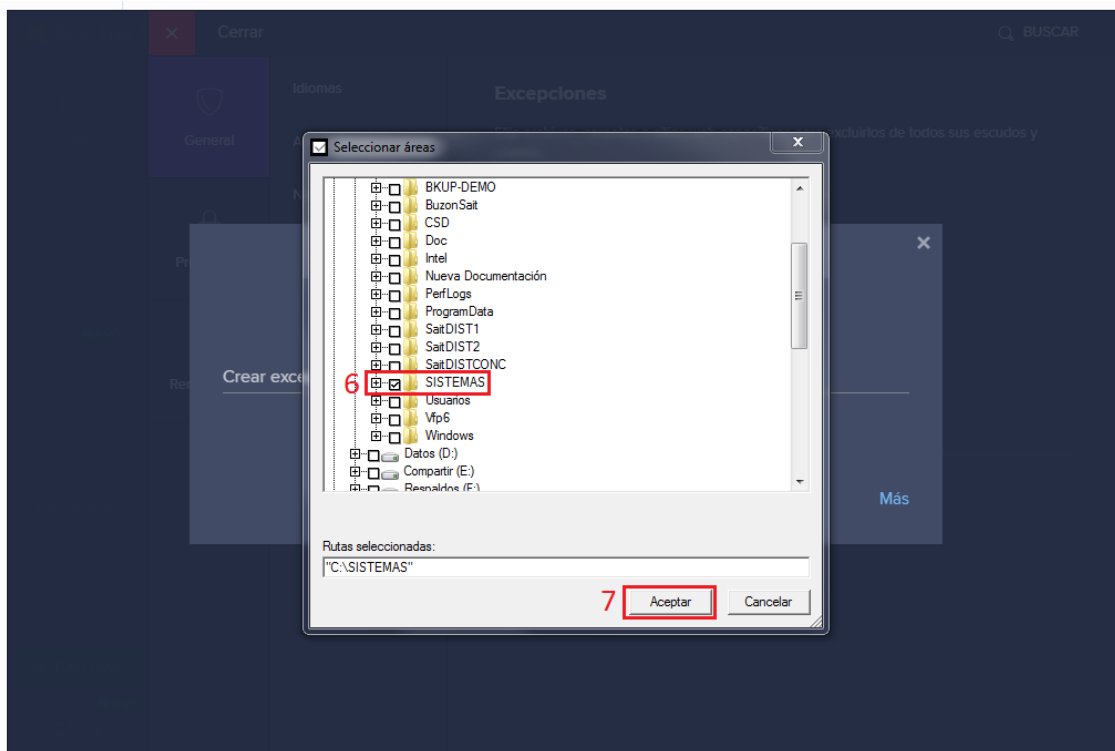 Cerrar
BUSCAR
Idiomas
Excepciones
General
excluirlos de todos sus escudos y
Seleccionar áreas
BKUP-DEMO
BuzonSait
CSD
Doc
Intel
Nueva Documentación
PerfLogs
ProgramData
SaitDIST1
SaitDIST2
SaitDISTCONC
SISTEMAS
Usuarios
Vfp6
Windows
Datos (D:)
Compartir (E:)
Respaldos (F:)
6
Crear exce
Más
Rutas seleccionadas:
"C:\SISTEMAS"
7
Aceptar
Cancelar